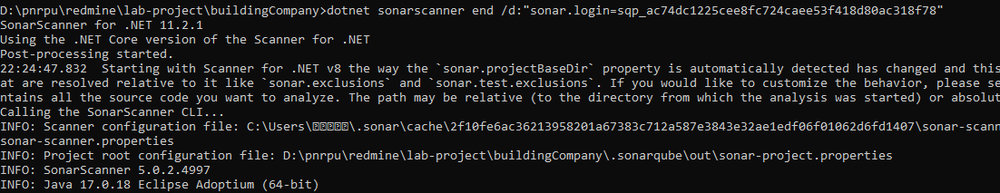 D:\pnrpu\redmine\lab-project\buildingCompany>dotnet sonarscanner end /d:"sonar.login=sqp_ac74dc1225cee8fc724caee53f418d80ac318f78"
SonarScanner for .NET 11.2.1
Using the .NET Core version of the Scanner for .NET
Post-processing started.
22:24:47.832  Starting with Scanner for .NET v8 the way the `sonar.projectBaseDir` property is automatically detected has changed and this
at are resolved relative to it like `sonar.exclusions` and `sonar.test.exclusions`. If you would like to customize the behavior, please se
ntains all the source code you want to analyze. The path may be relative (to the directory from which the analysis was started) or absolut
Calling the SonarScanner CLI...
INFO: Scanner configuration file: C:\Users\\.sonar\cache\2f10fe6ac36213958201a67383c712a587e3843e32ae1edf06f01062d6fd1407\sonar-scann
sonar-scanner.properties
INFO: Project root configuration file: D:\pnrpu\redmine\lab-project\buildingCompany\.sonarqube\out\sonar-project.properties
INFO: SonarScanner 5.0.2.4997
INFO: Java 17.0.18 Eclipse Adoptium (64-bit)